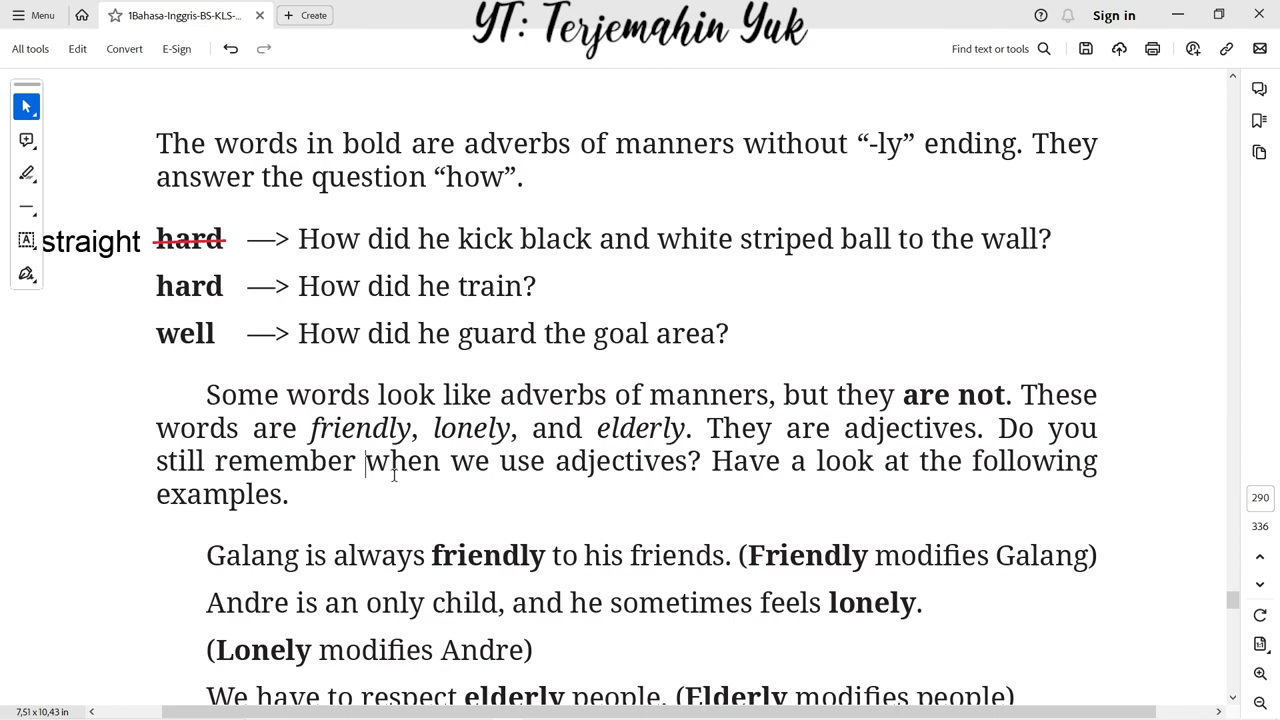 Menu 1Bahasa-Inggris-BS-KLS-... × + Create Sign in
YT: Terjemahin Yuk
All tools Edit Convert E-Sign Find text or tools
The words in bold are adverbs of manners without “-ly” ending. They
answer the question “how”.
straight hard —> How did he kick black and white striped ball to the wall?
hard —> How did he train?
well —> How did he guard the goal area?
Some words look like adverbs of manners, but they are not. These
words are friendly, lonely, and elderly. They are adjectives. Do you
still remember when we use adjectives? Have a look at the following
examples.
Galang is always friendly to his friends. (Friendly modifies Galang)
Andre is an only child, and he sometimes feels lonely.
(Lonely modifies Andre)
We have to respect elderly people. (Elderly modifies people)
290
336
7,51 x 10,43 in